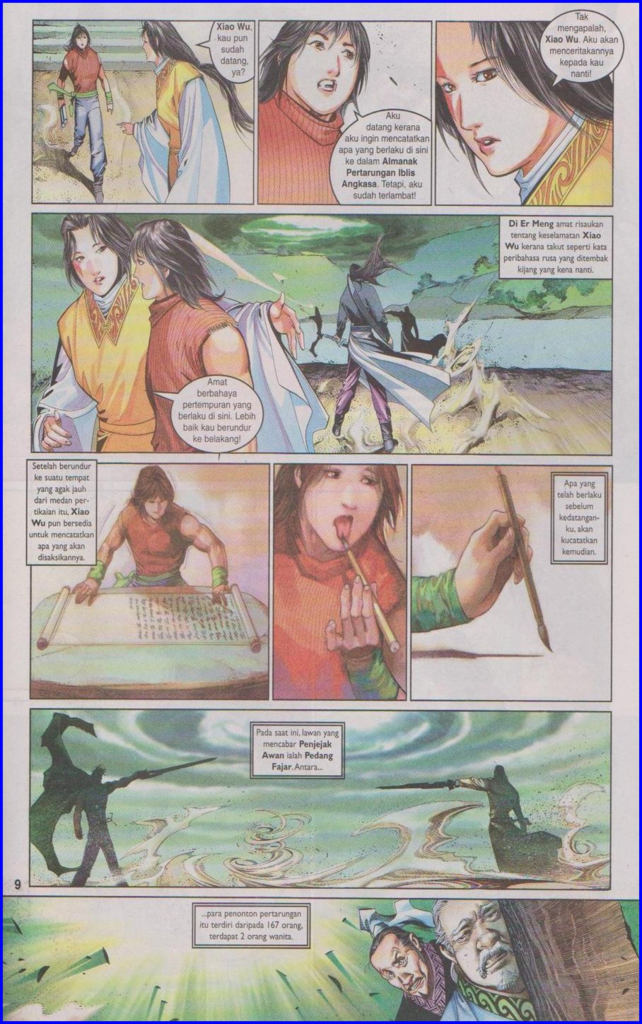 Xiao Wu,
kau pun
sudah
datang,
ya?
Aku
datang kerana
aku ingin mencatatkan
apa yang berlaku di sini
ke dalam Almanak
Pertarungan Iblis
Angkasa. Tetapi, aku
sudah terlambat!
Tak
mengapalah,
Xiao Wu. Aku akan
menceritakannya
kepada kau
nanti!
Di Er Meng amat risaukan
tentang keselamatan Xiao
Wu kerana takut seperti kata
peribahasa rusa yang ditembak
kijang yang kena nanti.
Amat
berbahaya
pertempuran yang
berlaku di sini. Lebih
baik kau berundur
ke belakang!
Setelah berundur
ke suatu tempat
yang agak jauh
dari medan per-
tikaian itu, Xiao
Wu pun bersedia
untuk mencatatkan
apa yang akan
disaksikannya.
Apa yang
telah berlaku
sebelum
kedatangan-
ku, akan
kucatatkan
kemudian.
Pada saat ini, lawan yang
mencabar Penjejak
Awan ialah Pedang
Fajar. Antara...
9
...para penonton pertarungan
itu terdiri daripada 167 orang,
terdapat 2 orang wanita.